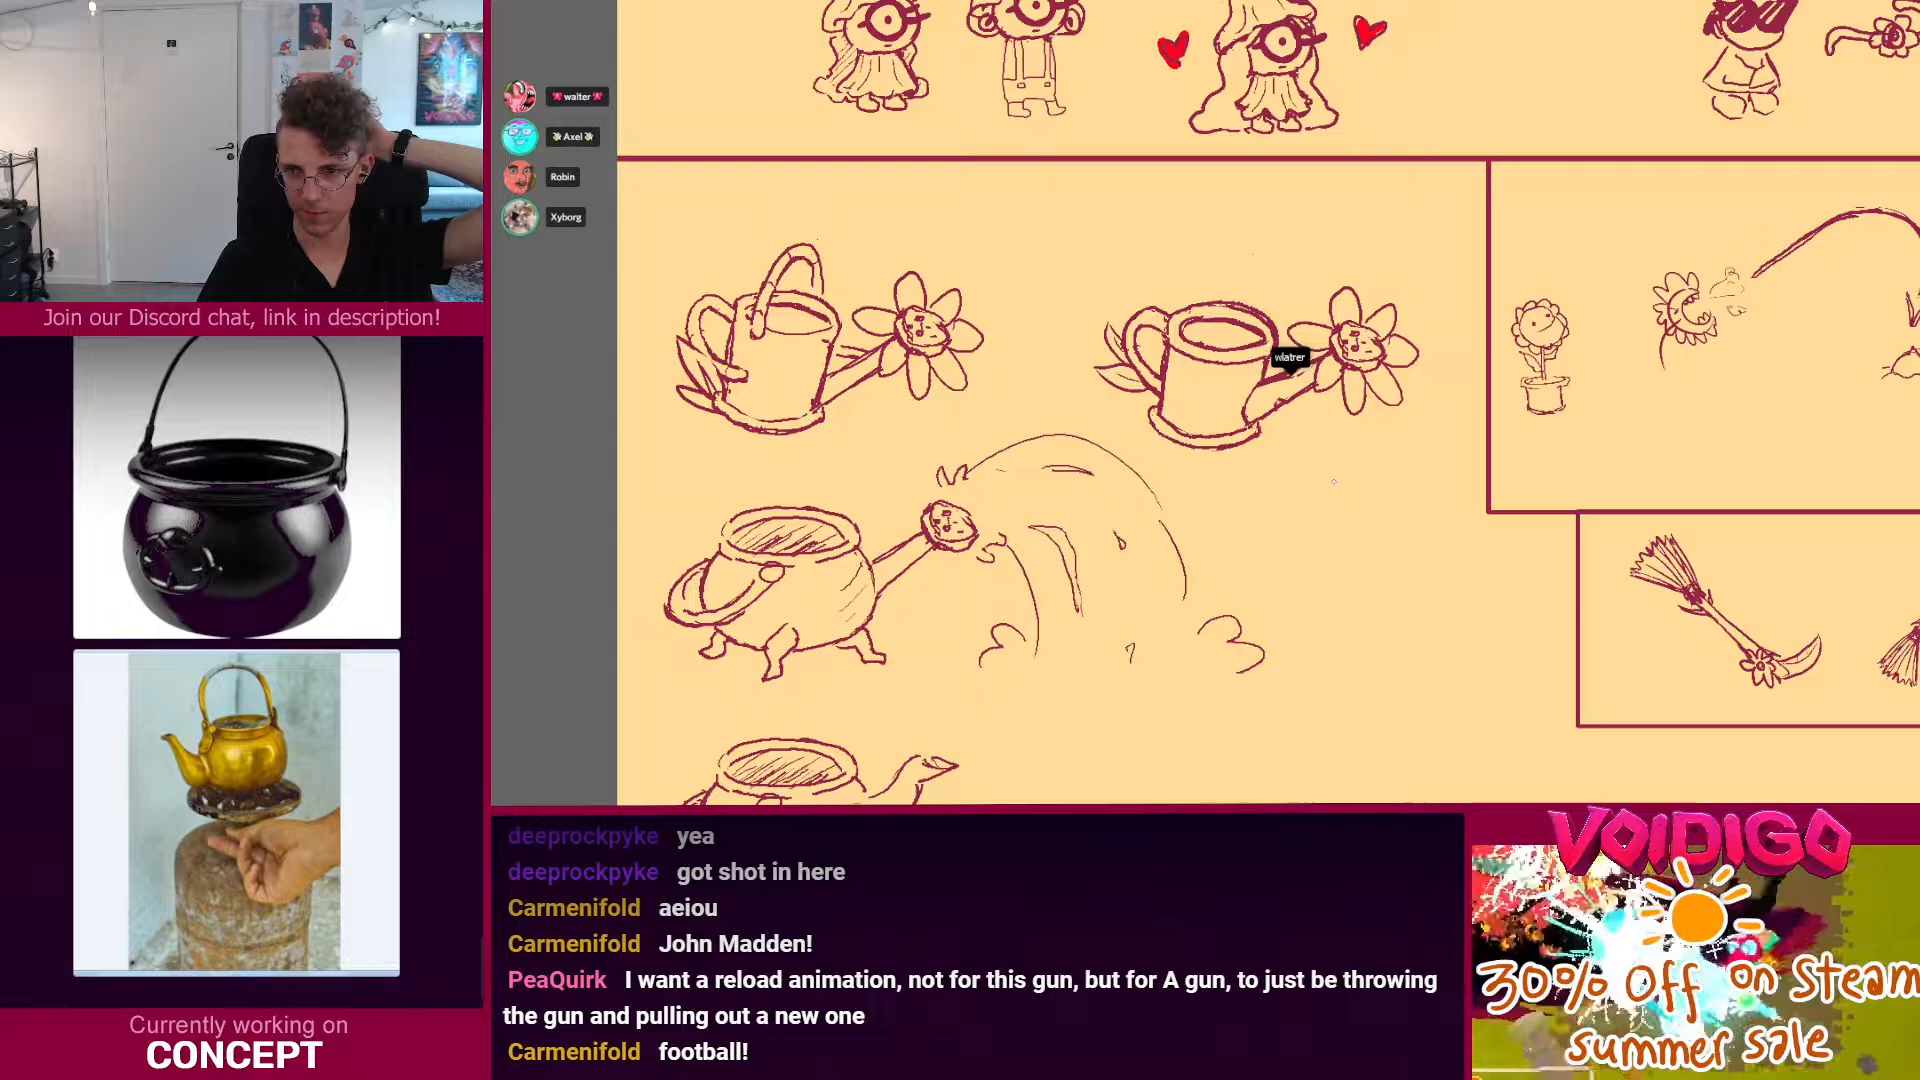 walter
Axel
Robin
Xyborg
wlatrer
Join our Discord chat, link in description!
deeprockpyke yea
deeprockpyke got shot in here
Carmenifold aeiou
Carmenifold John Madden!
PeaQuirk I want a reload animation, not for this gun, but for A gun, to just be throwing
the gun and pulling out a new one
Carmenifold football!
Currently working on
CONCEPT
VOIDIGO
30% Off on Steam
summer sale